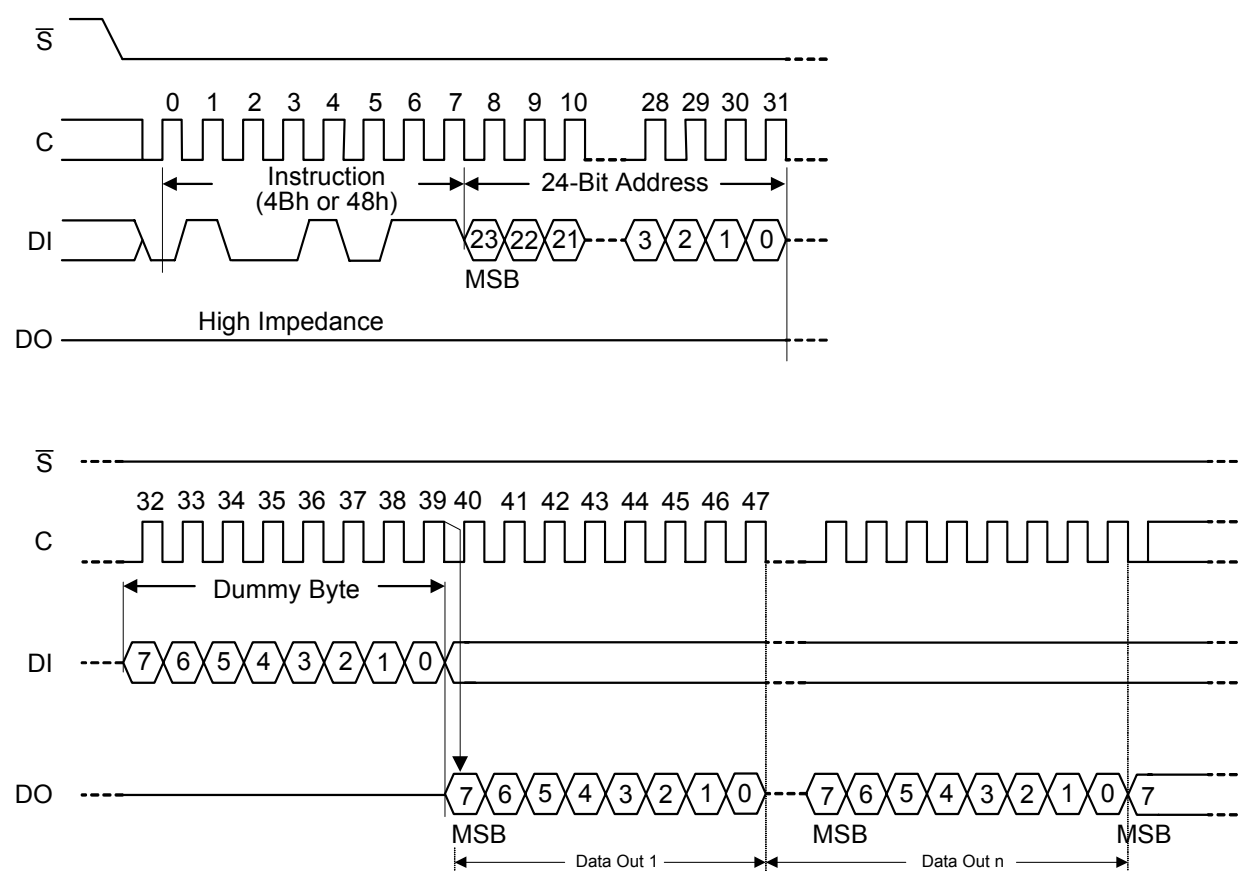 S̅
0 1 2 3 4 5 6 7 8 9 10 28 29 30 31
C
Instruction
(4Bh or 48h)
24-Bit Address
DI
23 22 21 3 2 1 0
MSB
High Impedance
DO
S̅
32 33 34 35 36 37 38 39 40 41 42 43 44 45 46 47
C
Dummy Byte
DI
7 6 5 4 3 2 1 0
DO
7 6 5 4 3 2 1 0 7 6 5 4 3 2 1 0 7
MSB MSB MSB
Data Out 1 Data Out n